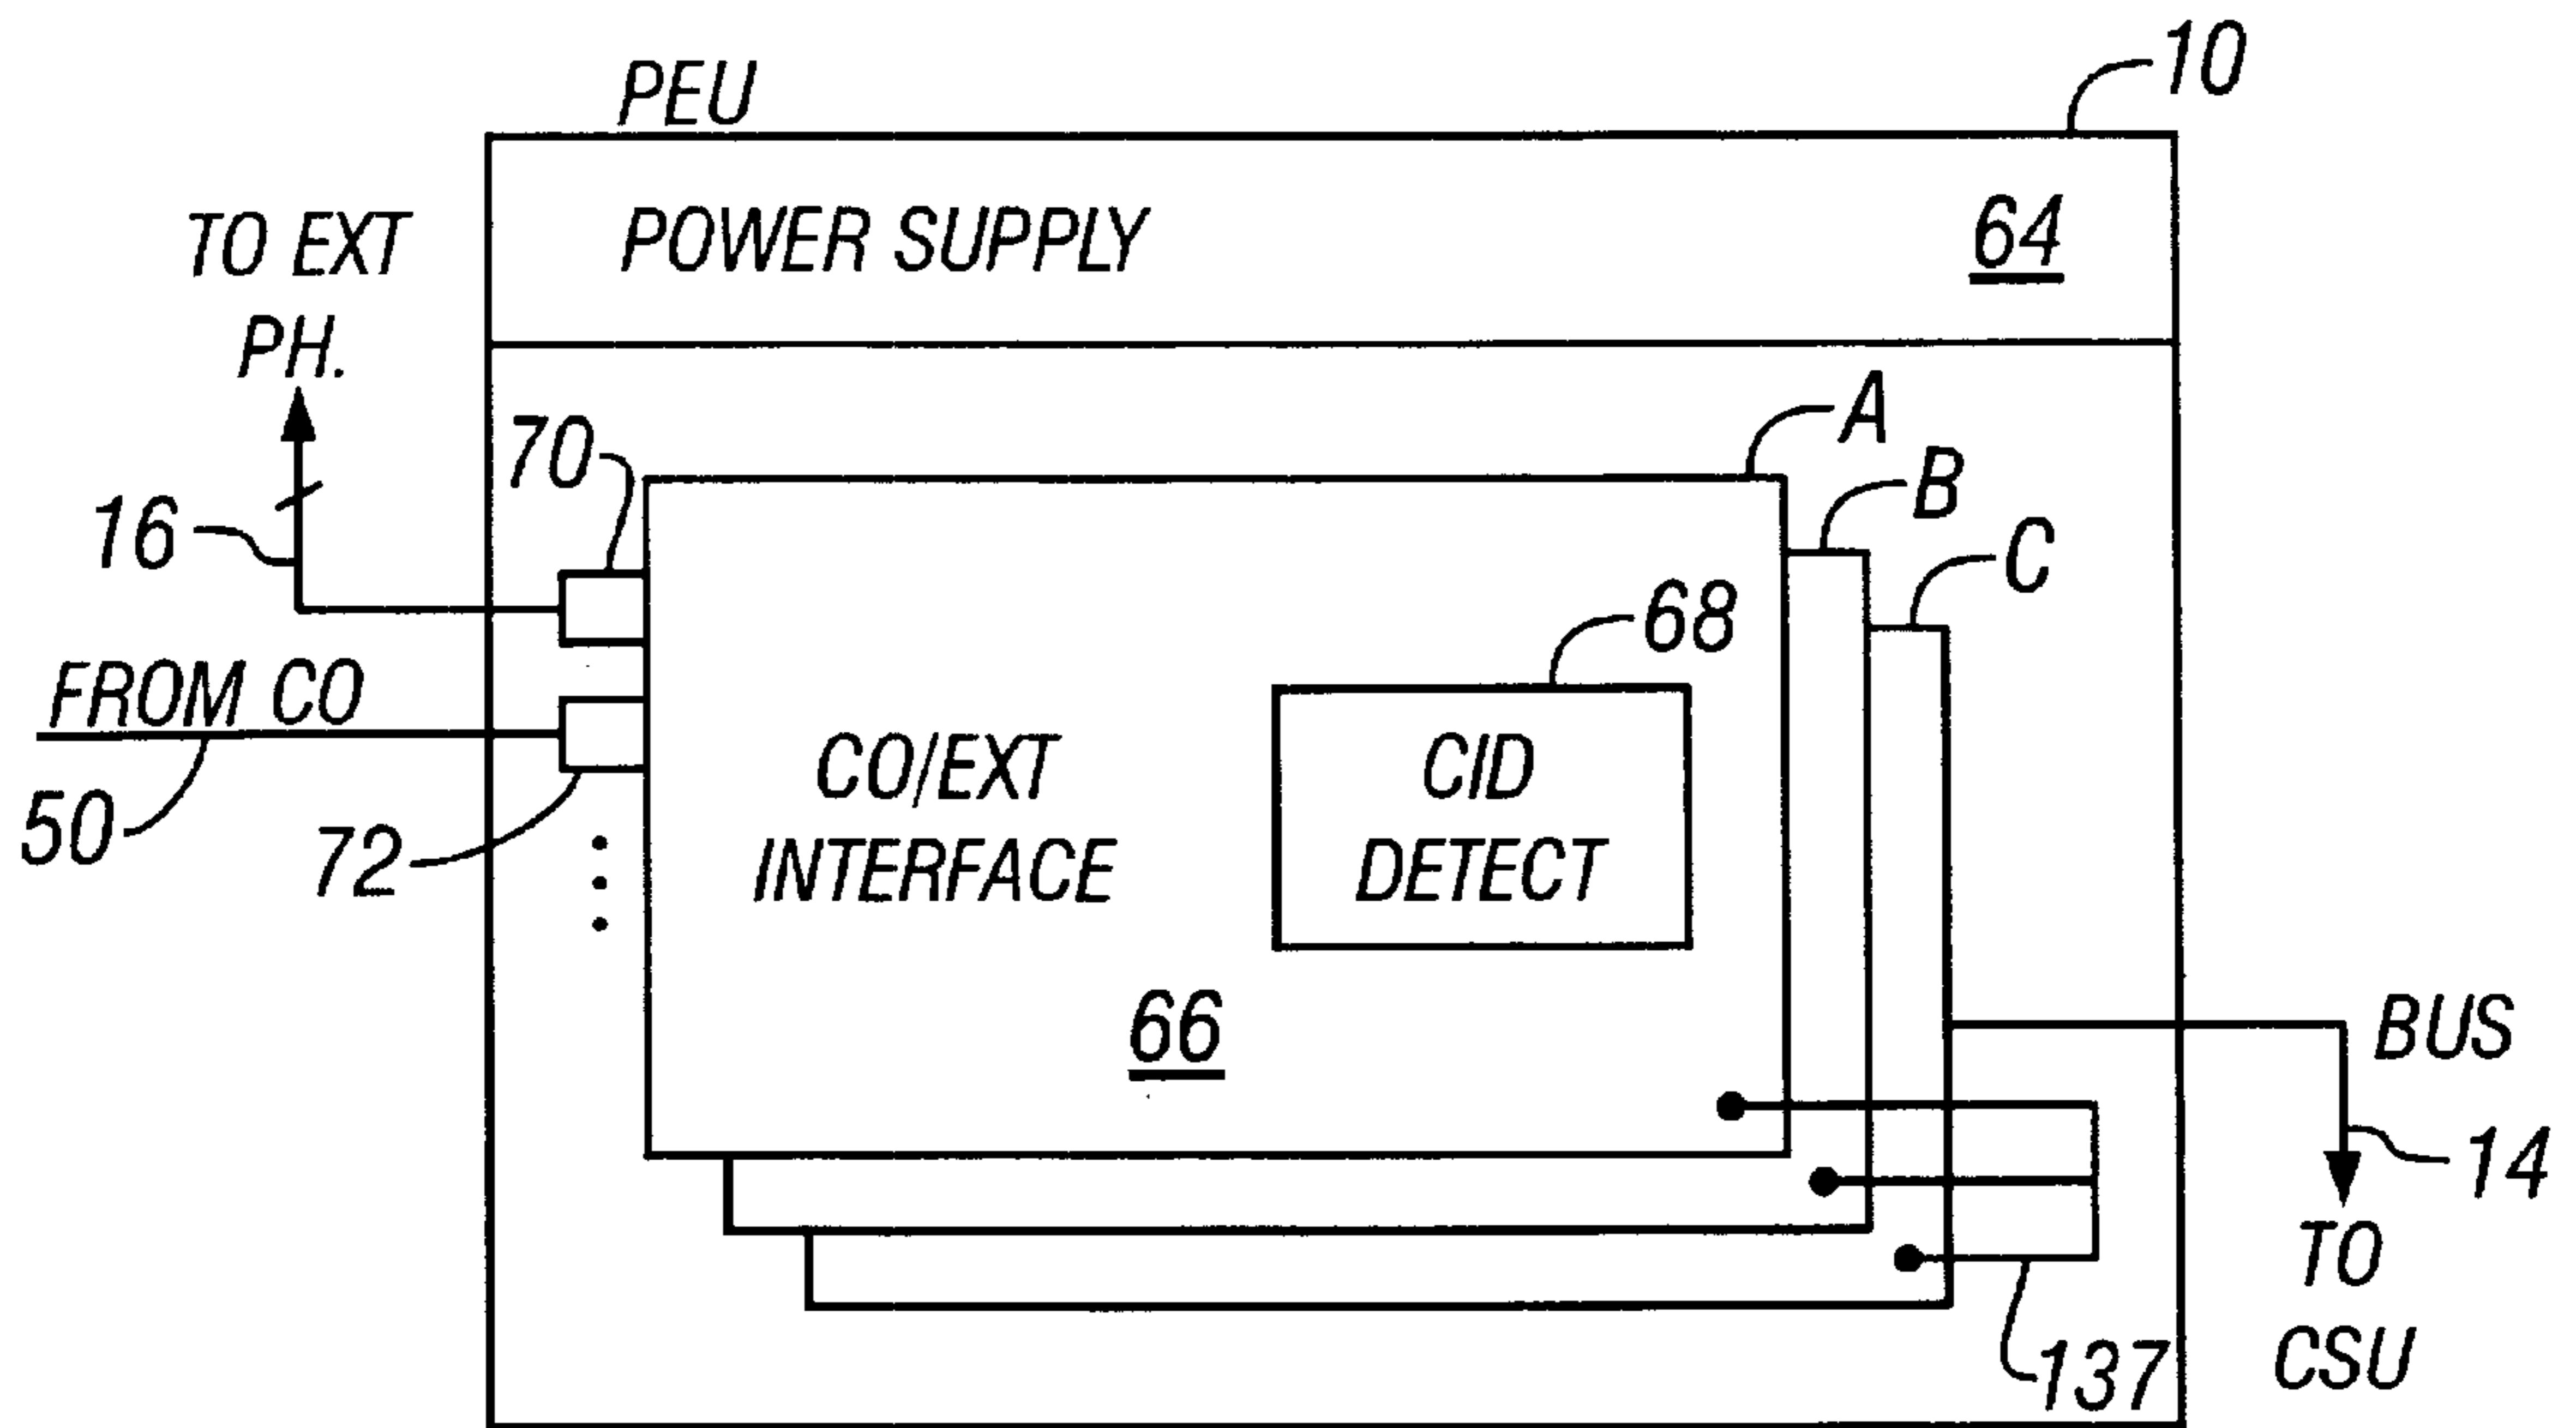 PEU
10
POWER SUPPLY
64
TO EXT
PH.
16
70
A
B
C
FROM CO
50
72
68
CO/EXT
INTERFACE
CID
DETECT
66
BUS
14
TO
CSU
137